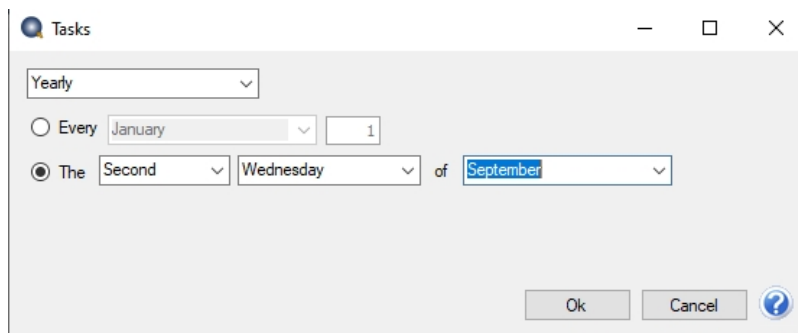 Tasks
Yearly
Every January 1
The Second Wednesday of September
Ok Cancel ?